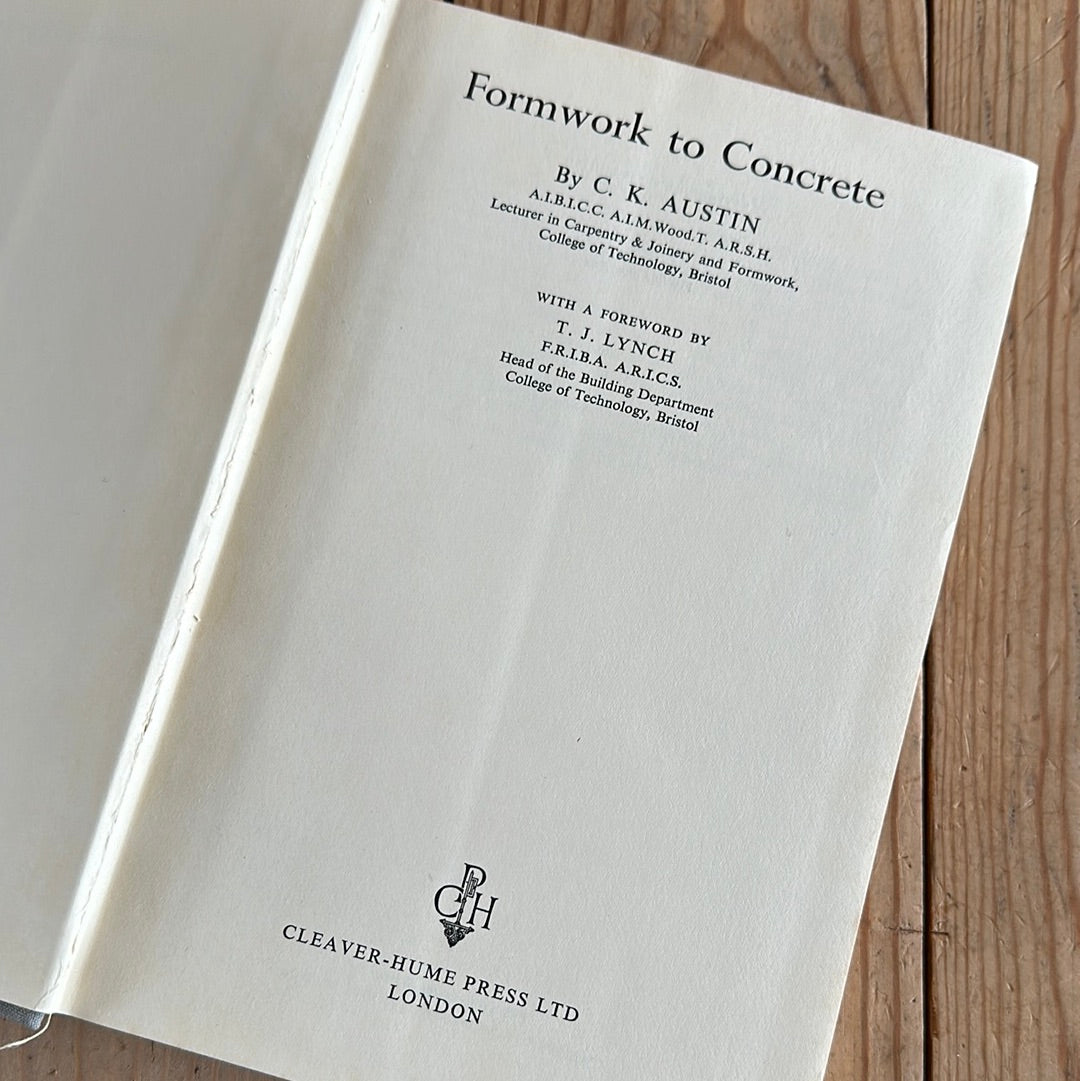 Formwork to Concrete
By C. K. AUSTIN
A.I.B.I.C.C. A.I.M.Wood.T. A.R.S.H.
Lecturer in Carpentry & Joinery and Formwork,
College of Technology, Bristol
WITH A FOREWORD BY
T. J. LYNCH
F.R.I.B.A. A.R.I.C.S.
Head of the Building Department
College of Technology, Bristol
P
CH
CLEAVER-HUME PRESS LTD
LONDON